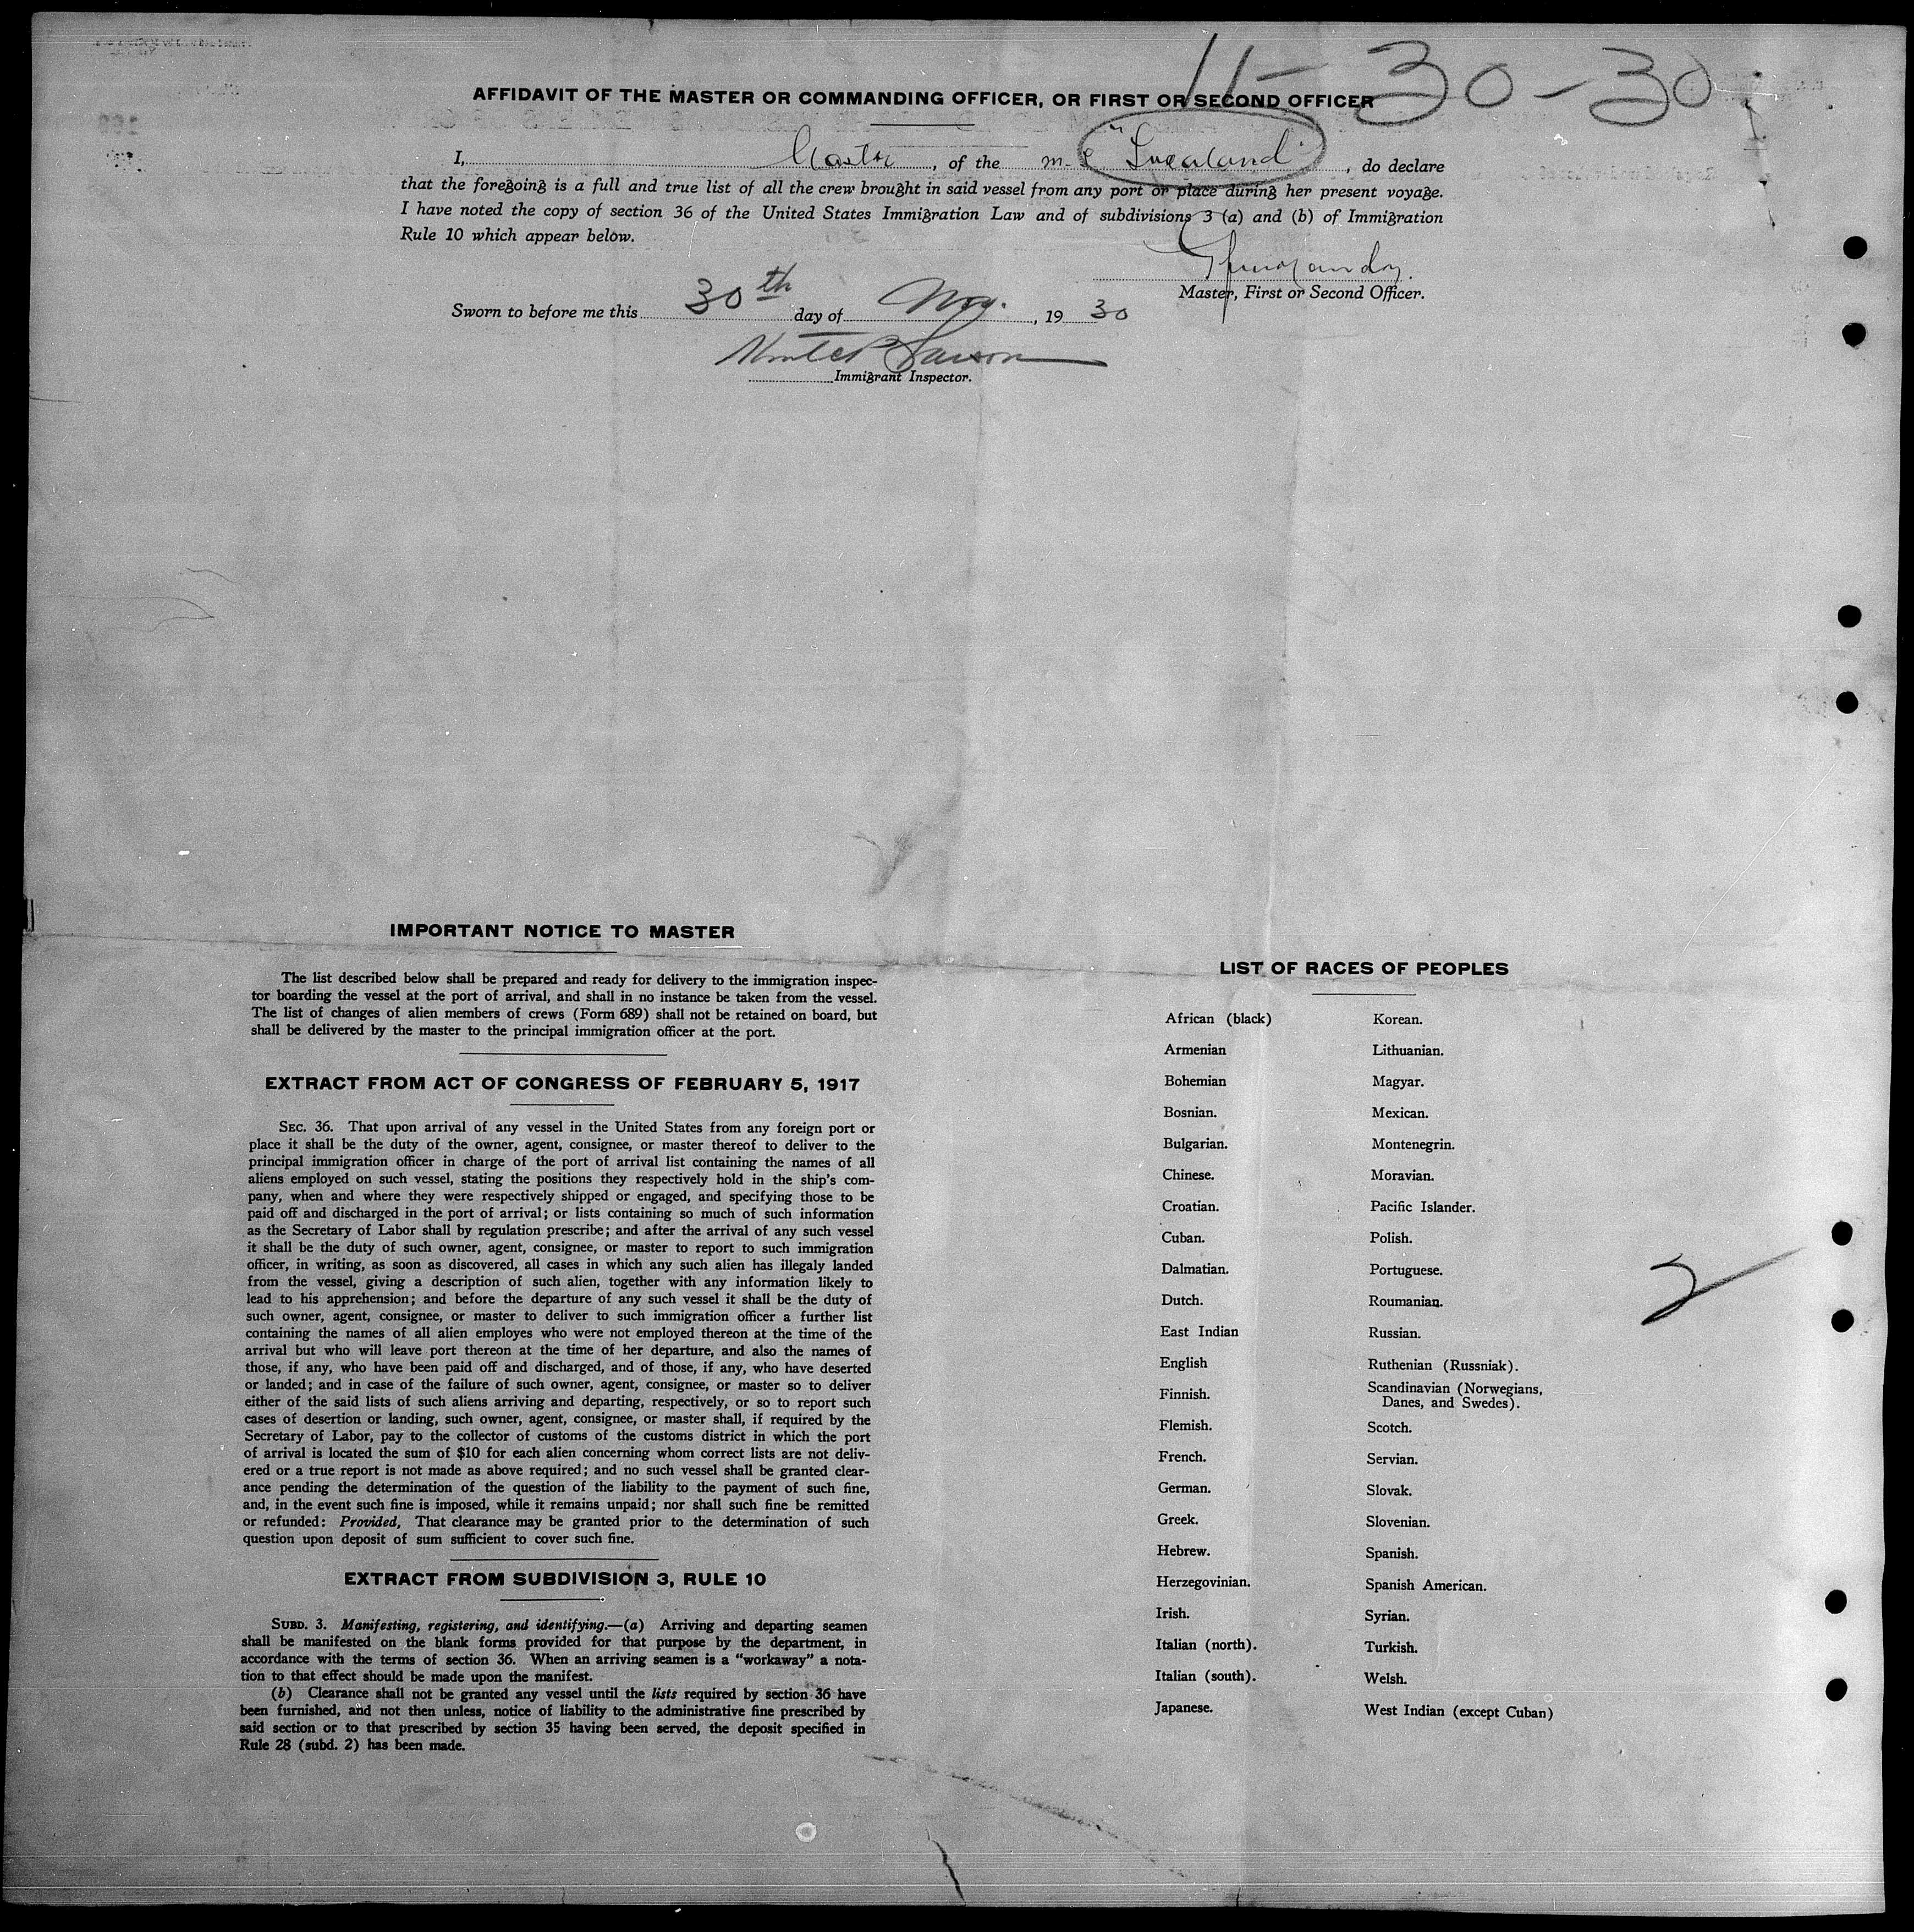 11-30-30
AFFIDAVIT OF THE MASTER OR COMMANDING OFFICER, OR FIRST OR SECOND OFFICER
I, Master, of the m.s , do declare
that the foregoing is a full and true list of all the crew brought in said vessel from any port or place during her present voyage.
I have noted the copy of section 36 of the United States Immigration Law and of subdivisions 3 (a) and (b) of Immigration
Rule 10 which appear below.
Master, First or Second Officer.
Sworn to before me this 30th day of Nov., 19 30
Immigrant Inspector.
IMPORTANT NOTICE TO MASTER
The list described below shall be prepared and ready for delivery to the immigration inspec-
tor boarding the vessel at the port of arrival, and shall in no instance be taken from the vessel.
The list of changes of alien members of crews (Form 689) shall not be retained on board, but
shall be delivered by the master to the principal immigration officer at the port.
EXTRACT FROM ACT OF CONGRESS OF FEBRUARY 5, 1917
SEC. 36. That upon arrival of any vessel in the United States from any foreign port or
place it shall be the duty of the owner, agent, consignee, or master thereof to deliver to the
principal immigration officer in charge of the port of arrival list containing the names of all
aliens employed on such vessel, stating the positions they respectively hold in the ship's com-
pany, when and where they were respectively shipped or engaged, and specifying those to be
paid off and discharged in the port of arrival; or lists containing so much of such information
as the Secretary of Labor shall by regulation prescribe; and after the arrival of any such vessel
it shall be the duty of such owner, agent, consignee, or master to report to such immigration
officer, in writing, as soon as discovered, all cases in which any such alien has illegaly landed
from the vessel, giving a description of such alien, together with any information likely to
lead to his apprehension; and before the departure of any such vessel it shall be the duty of
such owner, agent, consignee, or master to deliver to such immigration officer a further list
containing the names of all alien employes who were not employed thereon at the time of the
arrival but who will leave port thereon at the time of her departure, and also the names of
those, if any, who have been paid off and discharged, and of those, if any, who have deserted
or landed; and in case of the failure of such owner, agent, consignee, or master so to deliver
either of the said lists of such aliens arriving and departing, respectively, or so to report such
cases of desertion or landing, such owner, agent, consignee, or master shall, if required by the
Secretary of Labor, pay to the collector of customs of the customs district in which the port
of arrival is located the sum of $10 for each alien concerning whom correct lists are not deliv-
ered or a true report is not made as above required; and no such vessel shall be granted clear-
ance pending the determination of the question of the liability to the payment of such fine,
and, in the event such fine is imposed, while it remains unpaid; nor shall such fine be remitted
or refunded: Provided, That clearance may be granted prior to the determination of such
question upon deposit of sum sufficient to cover such fine.
EXTRACT FROM SUBDIVISION 3, RULE 10
SUBD. 3. Manifesting, registering, and identifying.—(a) Arriving and departing seamen
shall be manifested on the blank forms provided for that purpose by the department, in
accordance with the terms of section 36. When an arriving seamen is a "workaway" a nota-
tion to that effect should be made upon the manifest.
(b) Clearance shall not be granted any vessel until the lists required by section 36 have
been furnished, and not then unless, notice of liability to the administrative fine prescribed by
said section or to that prescribed by section 35 having been served, the deposit specified in
Rule 28 (subd. 2) has been made.
LIST OF RACES OF PEOPLES
African (black)
Armenian
Bohemian
Bosnian.
Bulgarian.
Chinese.
Croatian.
Cuban.
Dalmatian.
Dutch.
East Indian
English
Finnish.
Flemish.
French.
German.
Greek.
Hebrew.
Herzegovinian.
Irish.
Italian (north).
Italian (south).
Japanese.
Korean.
Lithuanian.
Magyar.
Mexican.
Montenegrin.
Moravian.
Pacific Islander.
Polish.
Portuguese.
Roumanian.
Russian.
Ruthenian (Russniak).
Scandinavian (Norwegians,
Danes, and Swedes).
Scotch.
Servian.
Slovak.
Slovenian.
Spanish.
Spanish American.
Syrian.
Turkish.
Welsh.
West Indian (except Cuban)
2